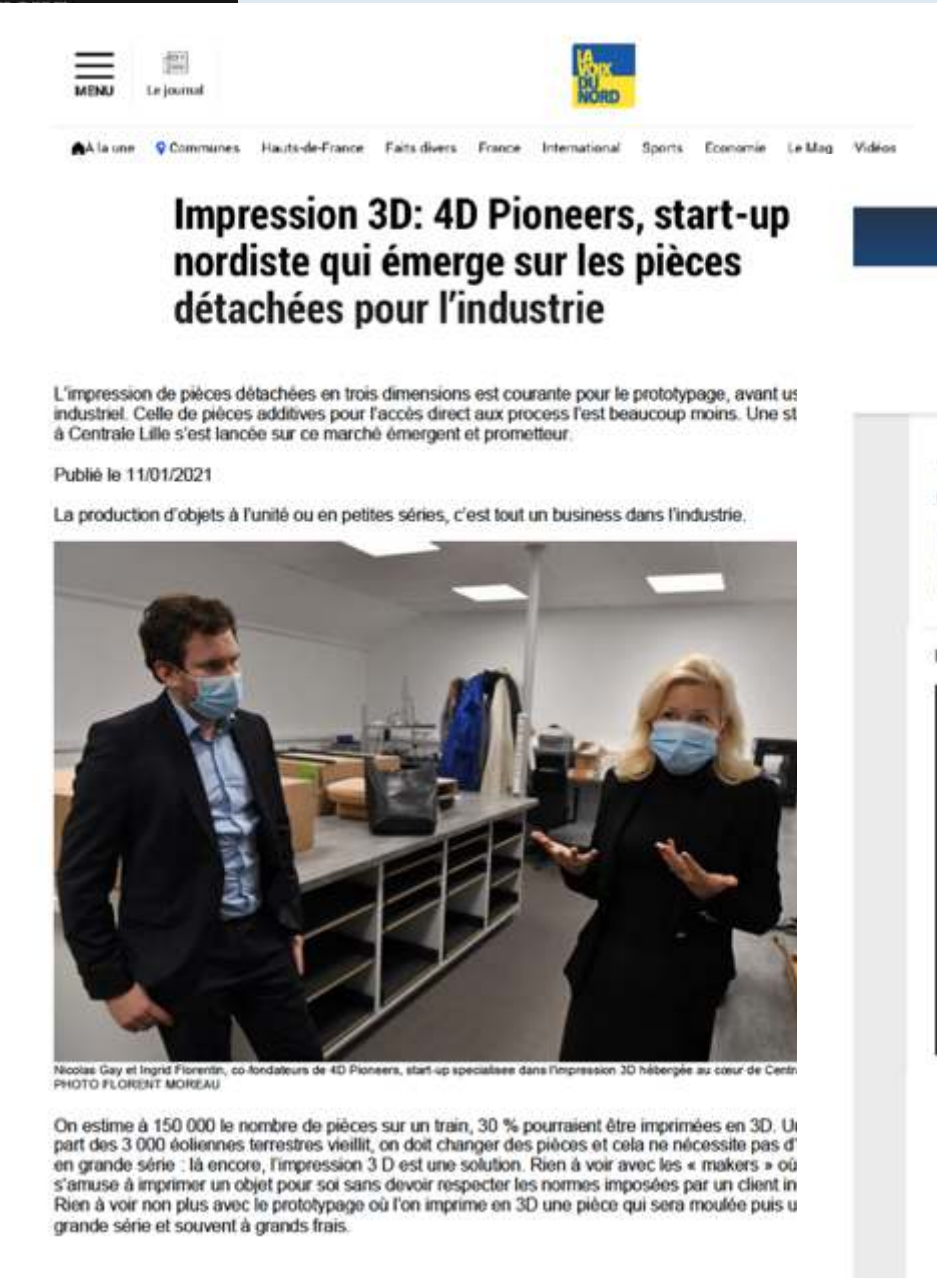 MENU
Le journal
LA
VOIX
DU
NORD
À la une Communes Hauts-de-France Faits divers France International Sports Economie Le Mag Vidéos
Impression 3D: 4D Pioneers, start-up
nordiste qui émerge sur les pièces
détachées pour l'industrie
L'impression de pièces détachées en trois dimensions est courante pour le prototypage, avant us
industriel. Celle de pièces additives pour l'accès direct aux process l'est beaucoup moins. Une st
à Centrale Lille s'est lancée sur ce marché émergent et prometteur.
Publié le 11/01/2021
La production d'objets à l'unité ou en petites séries, c'est tout un business dans l'industrie.
Nicolas Gay et Ingrid Florentin, co-fondateurs de 4D Pioneers, start-up specialisee dans l'impression 3D hébergée au cœur de Centr
PHOTO FLORENT MOREAU
On estime à 150 000 le nombre de pièces sur un train, 30 % pourraient être imprimées en 3D. Un
part des 3 000 éoliennes terrestres vieillit, on doit changer des pièces et cela ne nécessite pas d'
en grande série : là encore, l'impression 3 D est une solution. Rien à voir avec les « makers » où
s'amuse à imprimer un objet pour soi sans devoir respecter les normes imposées par un client in
Rien à voir non plus avec le prototypage où l'on imprime en 3D une pièce qui sera moulée puis u
grande série et souvent à grands frais.